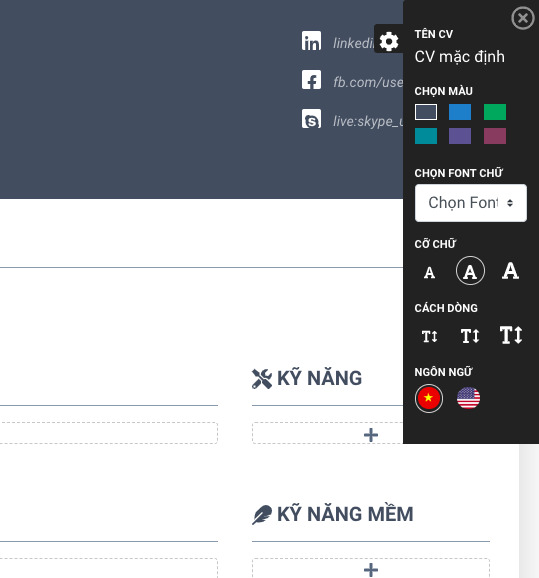 linkedi
fb.com/use
live:skype_u
TÊN CV
CV mặc định
CHỌN MÀU
CHỌN FONT CHỮ
Chọn Font
CỠ CHỮ
A A A
CÁCH DÒNG
T T T
NGÔN NGỮ
KỸ NĂNG
+
KỸ NĂNG MỀM
+